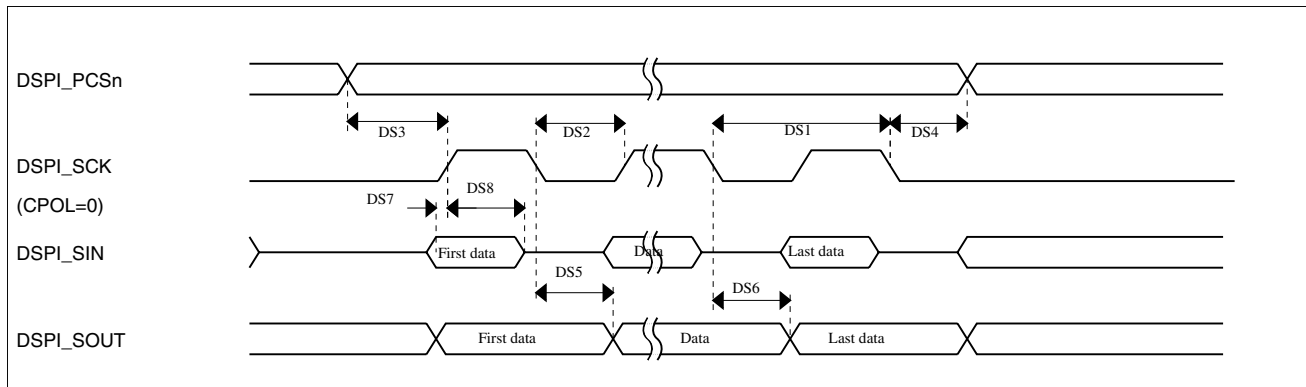 DSPI_PCSn
DS3
DS2
DS1
DS4
DSPI_SCK
(CPOL=0)
DS7
DS8
DSPI_SIN
First data
Data
Last data
DS5
DS6
DSPI_SOUT
First data
Data
Last data